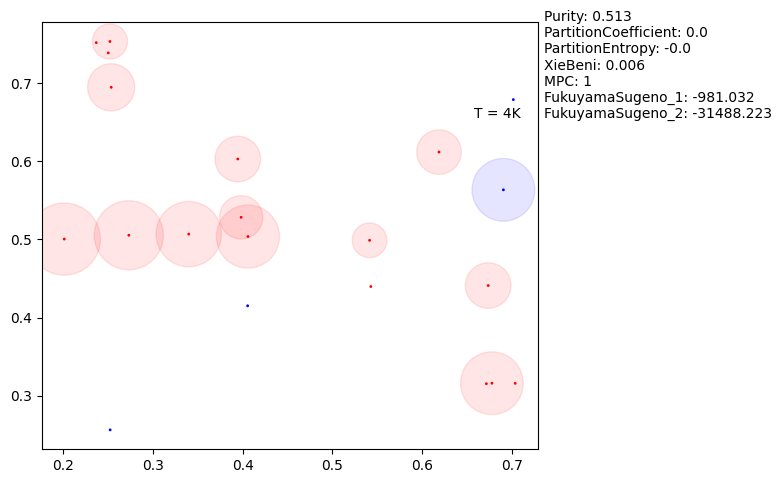 Purity: 0.513
PartitionCoefficient: 0.0
PartitionEntropy: -0.0
XieBeni: 0.006
MPC: 1
FukuyamaSugeno_1: -981.032
FukuyamaSugeno_2: -31488.223
T = 4K
0.7
0.6
0.5
0.4
0.3
0.2 0.3 0.4 0.5 0.6 0.7